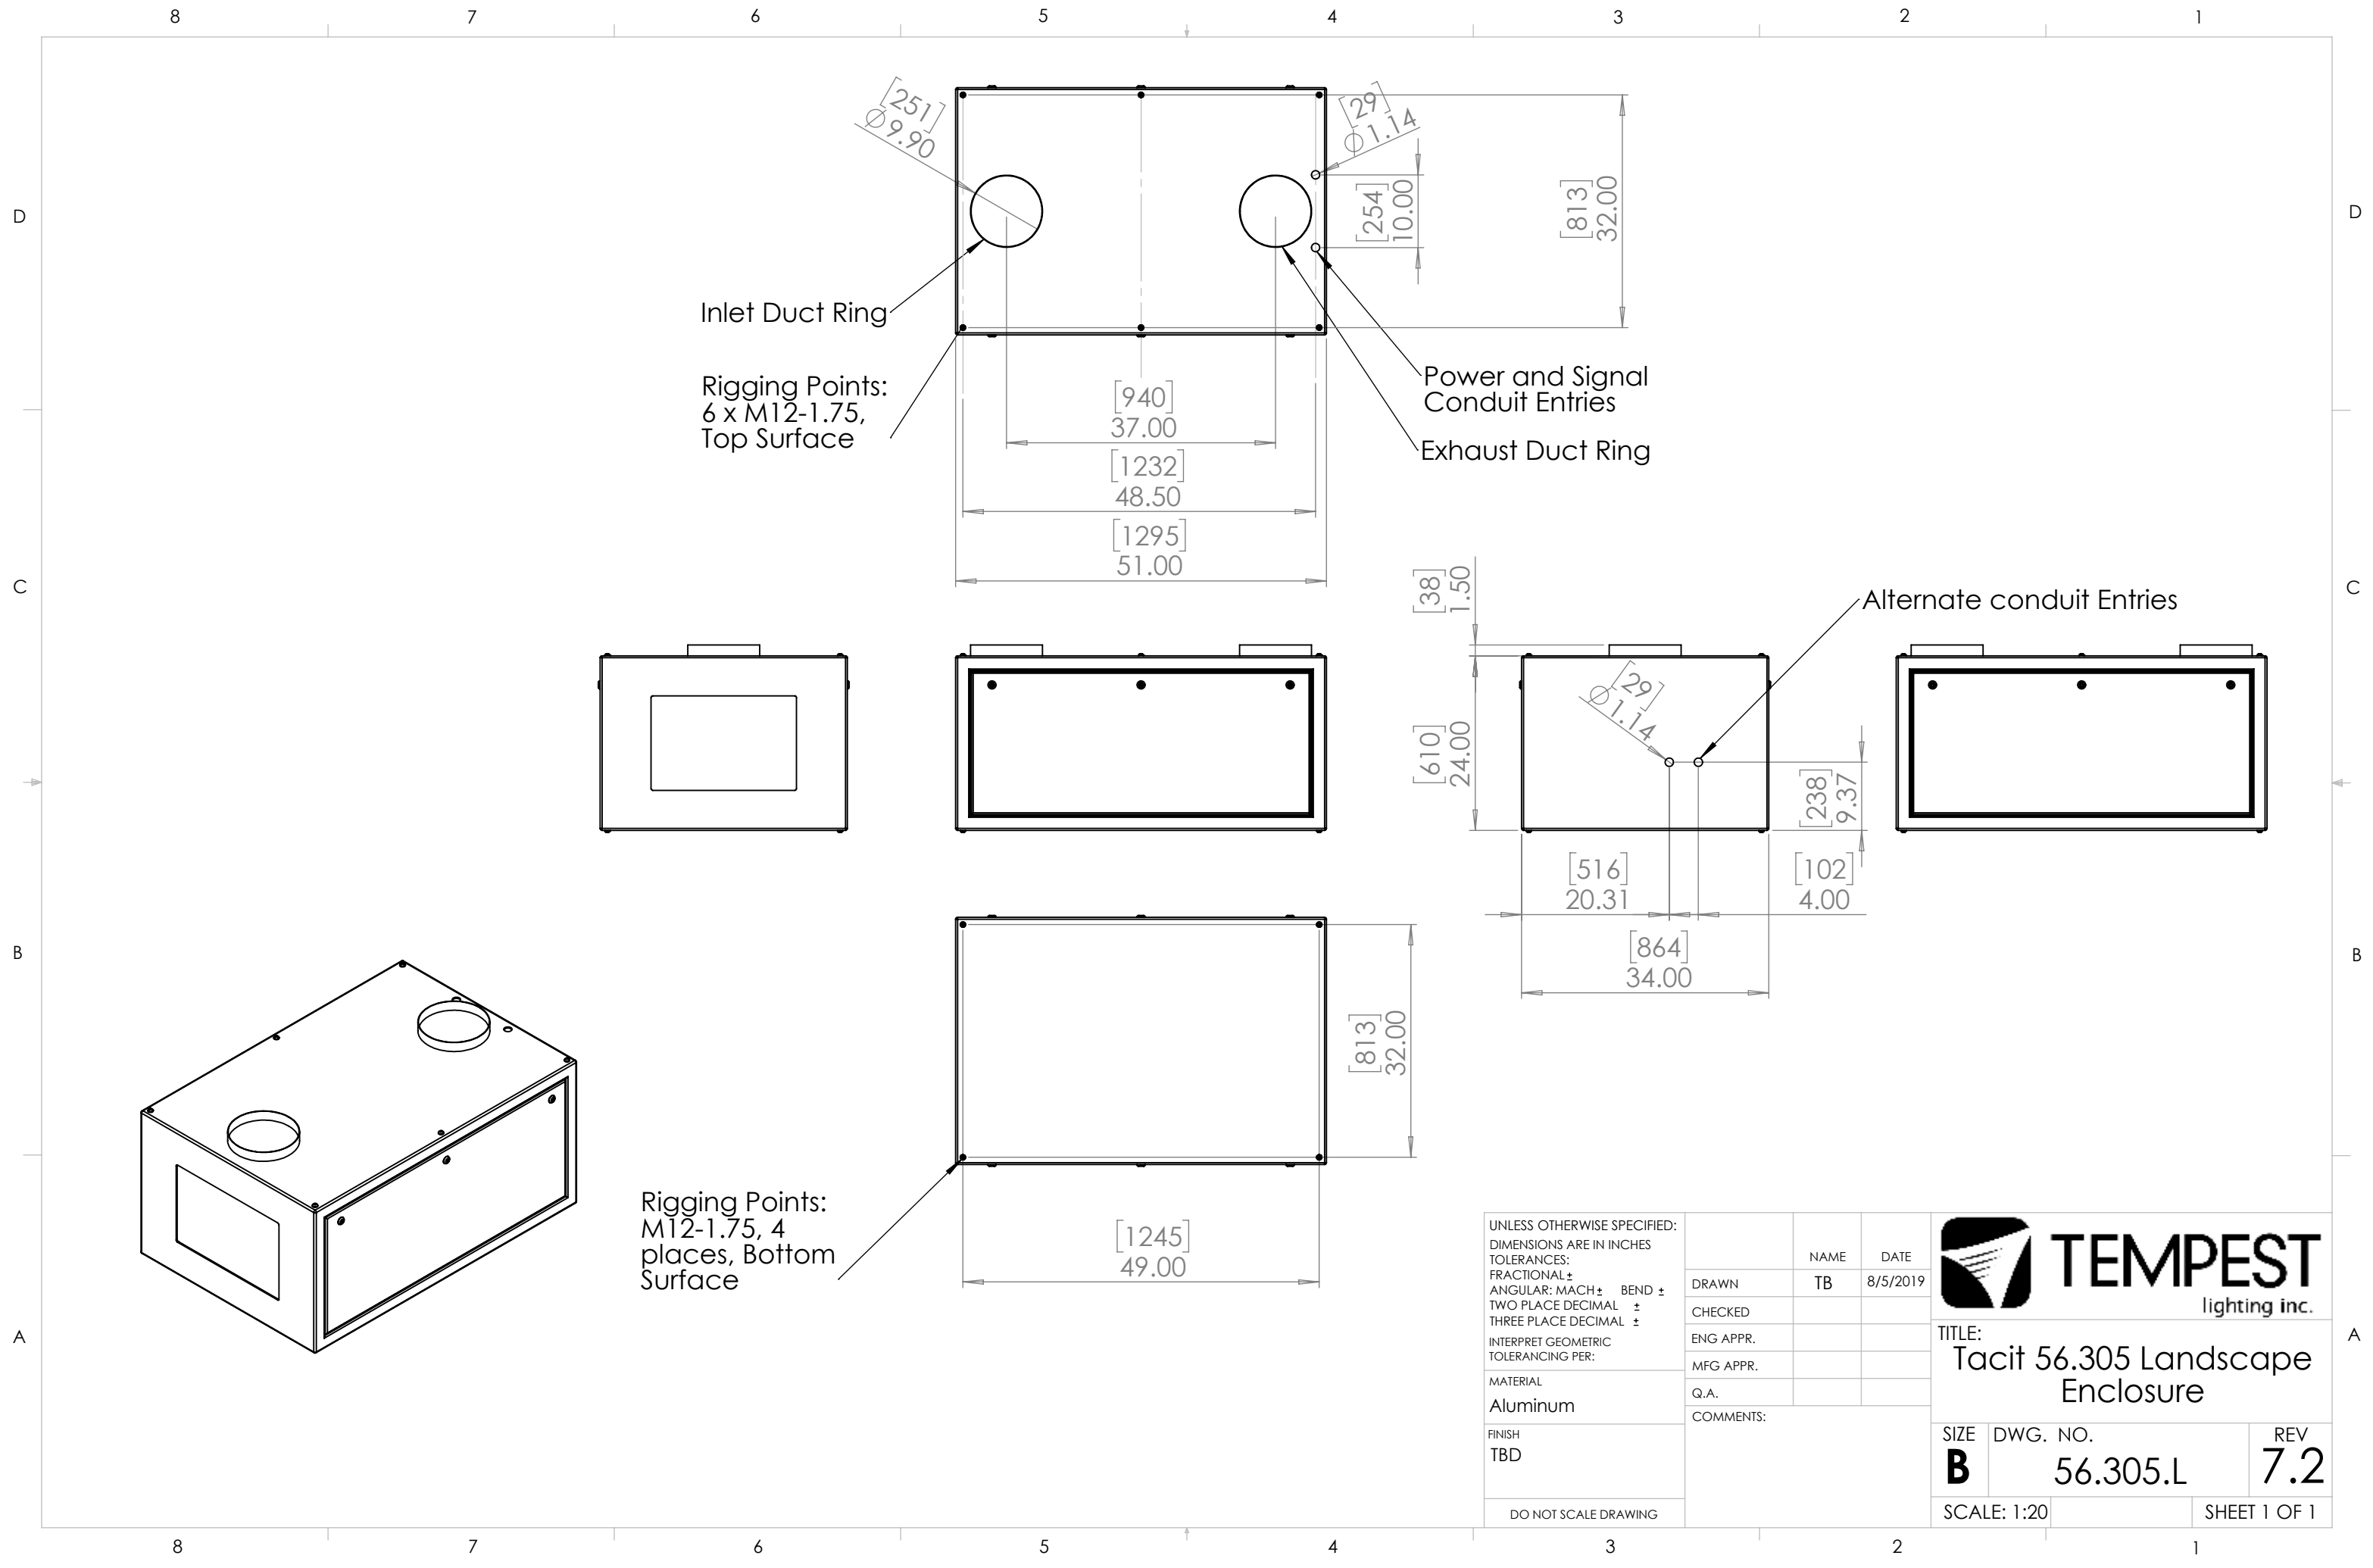 8 7 6 5 4 3 2 1
D
D
C
C
B
B
A
A
[251]
∅9.90
[29]
∅1.14
[254]
10.00
[813]
32.00
Inlet Duct Ring
Rigging Points:
6 x M12-1.75,
Top Surface
Power and Signal
Conduit Entries
Exhaust Duct Ring
[940]
37.00
[1232]
48.50
[1295]
51.00
[38]
1.50
[610]
24.00
Alternate conduit Entries
[29]
∅1.14
[238]
9.37
[516]
20.31
[102]
4.00
[864]
34.00
[813]
32.00
Rigging Points:
M12-1.75, 4
places, Bottom
Surface
[1245]
49.00
UNLESS OTHERWISE SPECIFIED:
DIMENSIONS ARE IN INCHES
TOLERANCES:
FRACTIONAL ±
ANGULAR: MACH ± BEND ±
TWO PLACE DECIMAL ±
THREE PLACE DECIMAL ±
INTERPRET GEOMETRIC
TOLERANCING PER:
MATERIAL
Aluminum
FINISH
TBD
DO NOT SCALE DRAWING
NAME DATE
DRAWN TB 8/5/2019
CHECKED
ENG APPR.
MFG APPR.
Q.A.
COMMENTS:
TEMPEST
lighting inc.
TITLE:
Tacit 56.305 Landscape
Enclosure
SIZE DWG. NO. REV
B 56.305.L 7.2
SCALE: 1:20 SHEET 1 OF 1
8 7 6 5 4 3 2 1